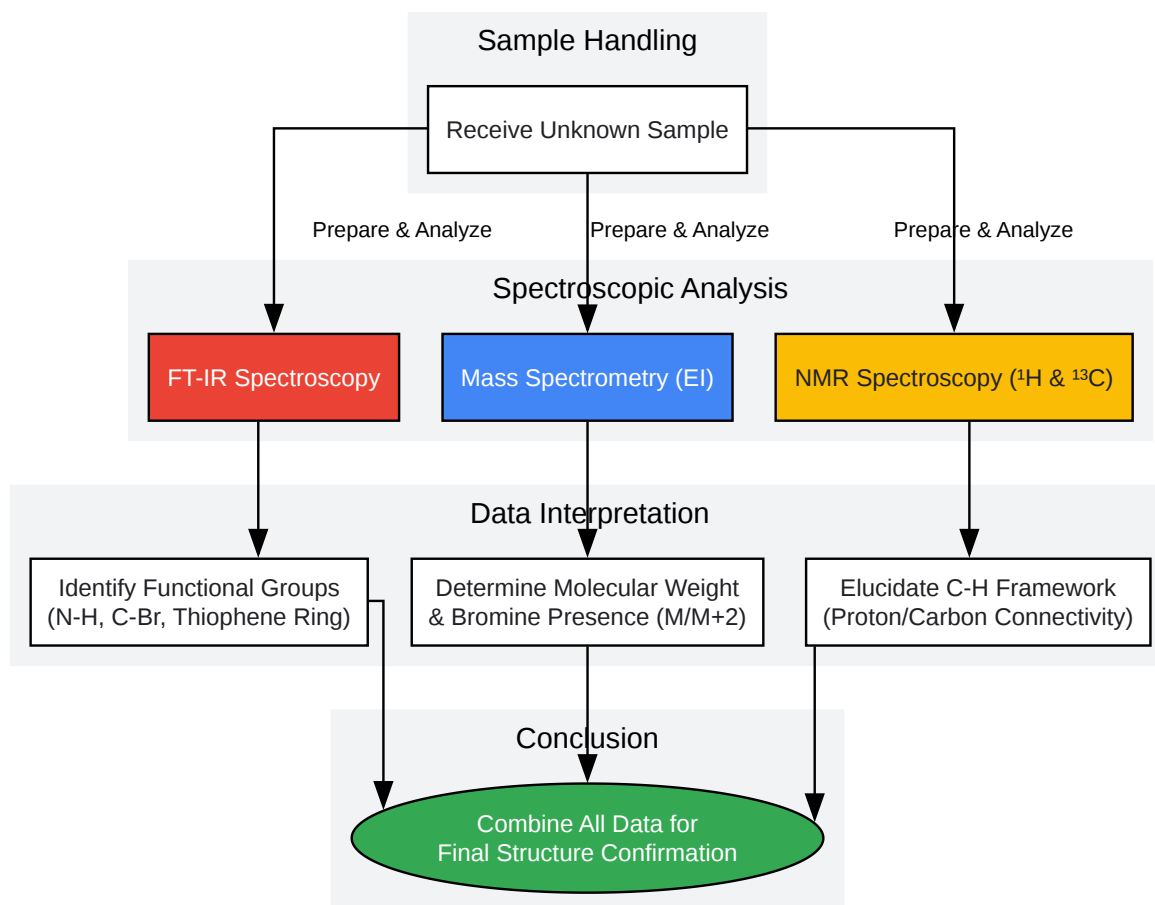 Sample Handling
Receive Unknown Sample
Prepare & Analyze
Prepare & Analyze
Prepare & Analyze
Spectroscopic Analysis
FT-IR Spectroscopy
Mass Spectrometry (EI)
NMR Spectroscopy (¹H & ¹³C)
Data Interpretation
Identify Functional Groups
(N-H, C-Br, Thiophene Ring)
Determine Molecular Weight
& Bromine Presence (M/M+2)
Elucidate C-H Framework
(Proton/Carbon Connectivity)
Conclusion
Combine All Data for
Final Structure Confirmation